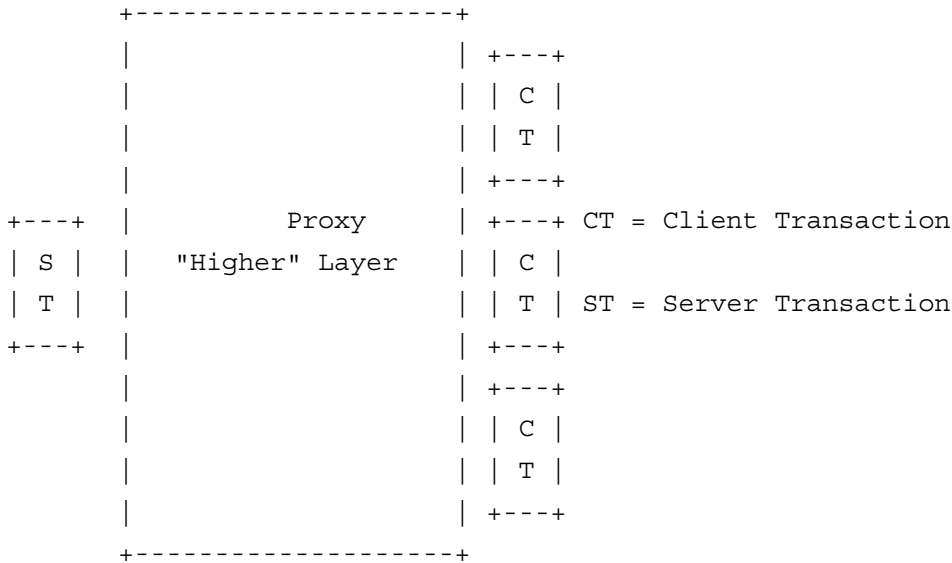 +--------------------+
| | +---+
| | | C |
| | | T |
| | +---+
+---+ | Proxy | +---+ CT = Client Transaction
| S | | "Higher" Layer | | C |
| T | | | | T | ST = Server Transaction
+---+ | | +---+
| | +---+
| | | C |
| | | T |
| | +---+
+--------------------+